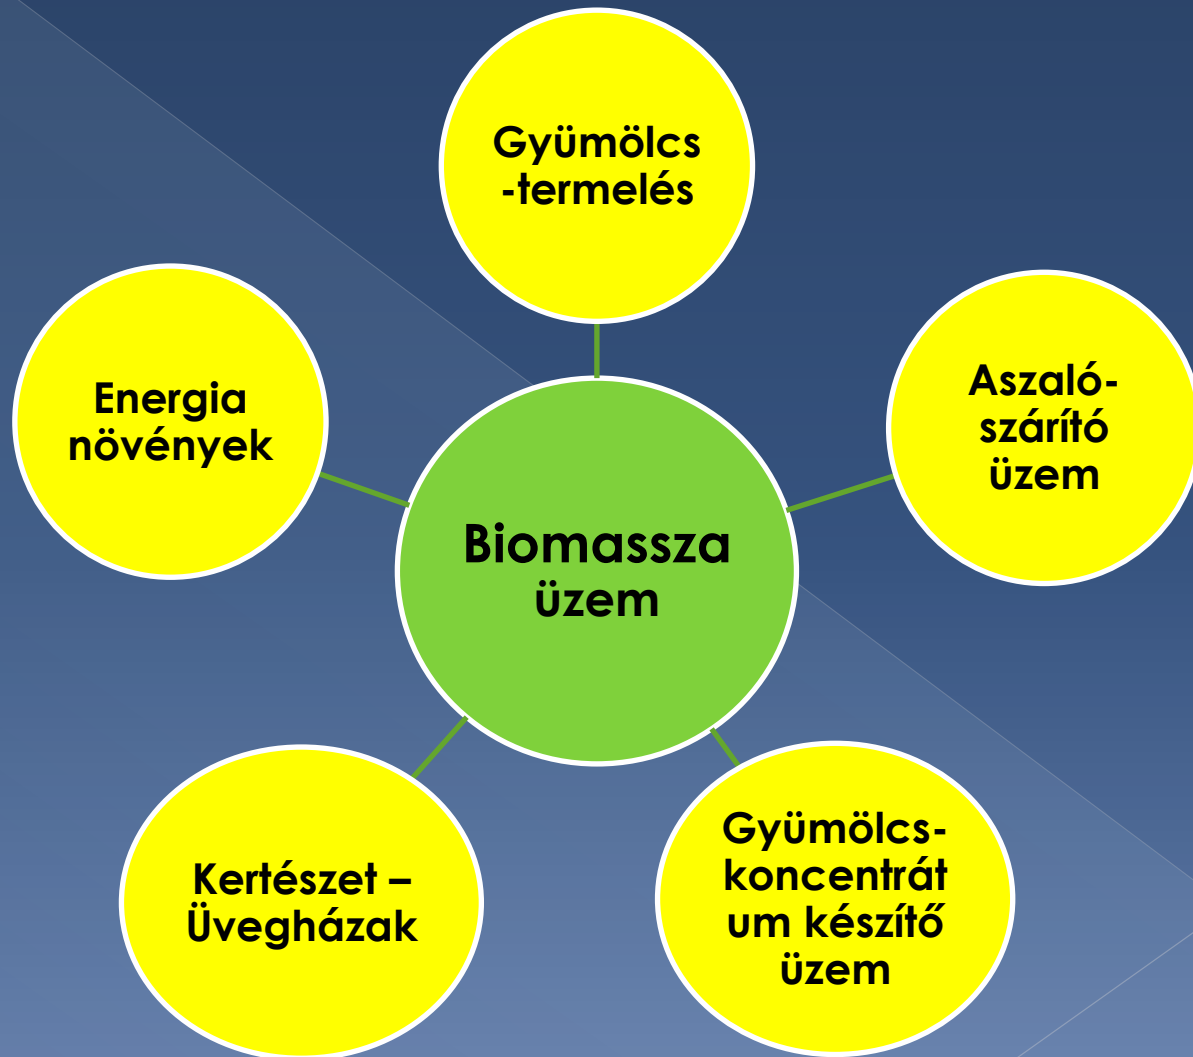 Gyümölcs
-termelés
Aszaló-
szárító
üzem
Gyümölcs-
koncentrát
um készítő
üzem
Kertészet –
Üvegházak
Energia
növények
Biomassza
üzem